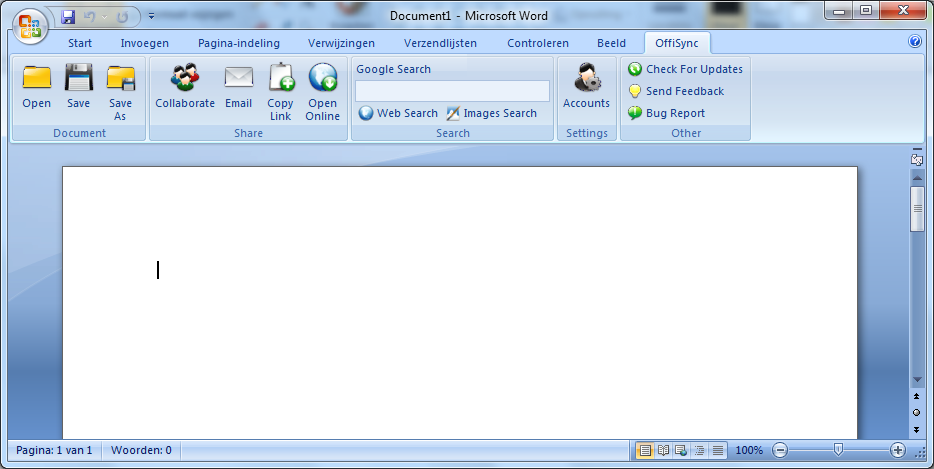 Document1 - Microsoft Word
Start Invoegen Pagina-indeling Verwijzingen Verzendlijsten Controleren Beeld OffiSync
Open Save Save As
Document
Collaborate Email Copy Link Open Online
Share
Google Search
Web Search Images Search
Search
Accounts
Settings
Check For Updates
Send Feedback
Bug Report
Other
Pagina: 1 van 1 Woorden: 0 100%